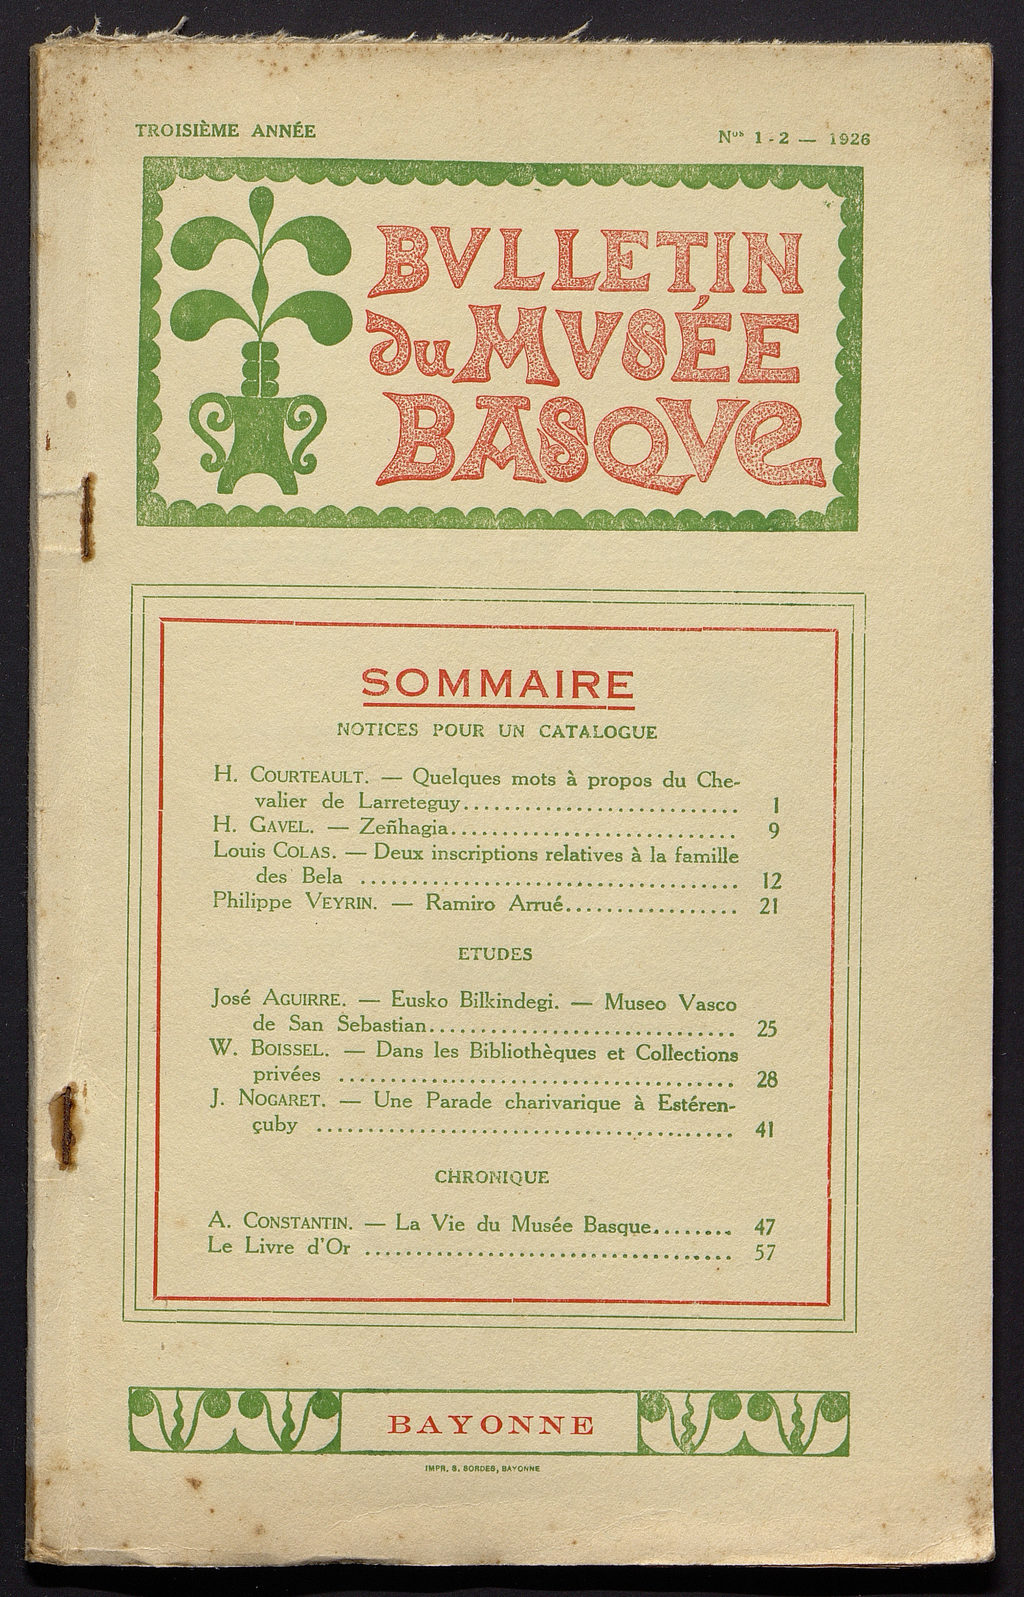 TROISIÈME ANNÉE
Nos 1-2 — 1926
BVLLETIN
du MVSÉE
BASQVe
SOMMAIRE
NOTICES POUR UN CATALOGUE
H. COURTEAULT. — Quelques mots à propos du Che-
valier de Larreteguy.......................... 1
H. GAVEL. — Zeñhagia............................ 9
Louis COLAS. — Deux inscriptions relatives à la famille
des Bela ..................................... 12
Philippe VEYRIN. — Ramiro Arrué................. 21
ETUDES
José AGUIRRE. — Eusko Bilkindegi. — Museo Vasco
de San Sebastian.............................. 25
W. BOISSEL. — Dans les Bibliothèques et Collections
privées ....................................... 28
J. NOGARET. — Une Parade charivarique à Estéren-
çuby ......................................... 41
CHRONIQUE
A. CONSTANTIN. — La Vie du Musée Basque........ 47
Le Livre d'Or .................................... 57
BAYONNE
IMPR. S. SORDES, BAYONNE